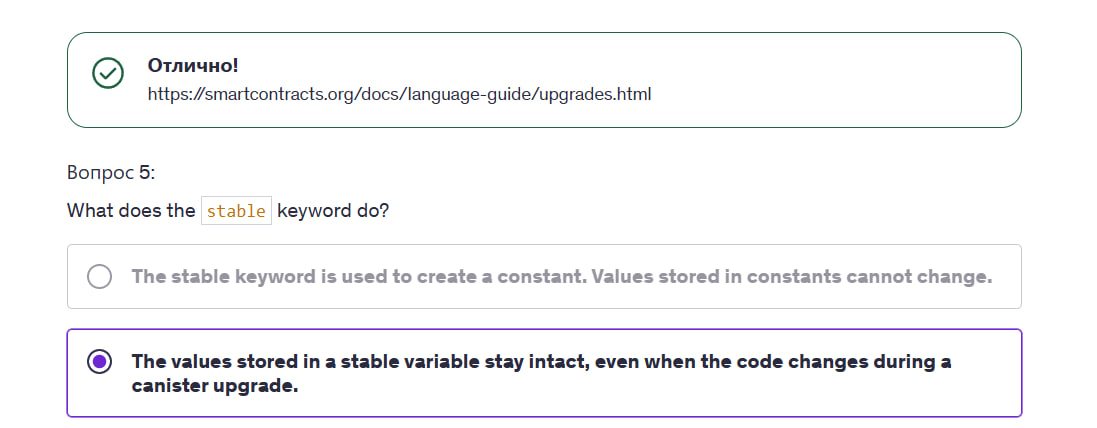 Отлично!
https://smartcontracts.org/docs/language-guide/upgrades.html
Вопрос 5:
What does the stable keyword do?
The stable keyword is used to create a constant. Values stored in constants cannot change.
The values stored in a stable variable stay intact, even when the code changes during a
canister upgrade.